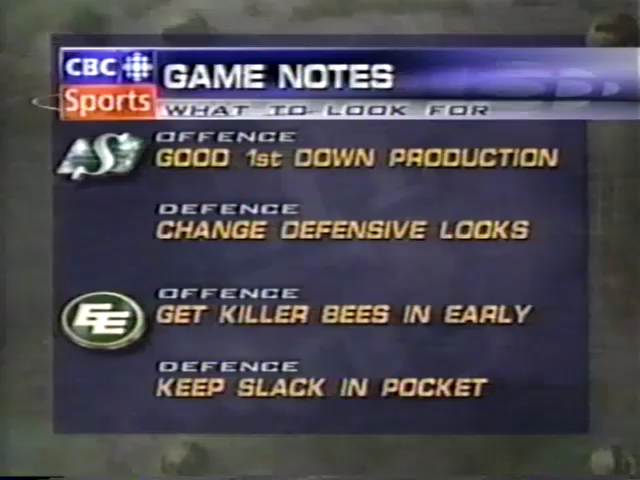 CBC
Sports
GAME NOTES
WHAT TO LOOK FOR
S
OFFENCE
GOOD 1st DOWN PRODUCTION
DEFENCE
CHANGE DEFENSIVE LOOKS
EE
OFFENCE
GET KILLER BEES IN EARLY
DEFENCE
KEEP SLACK IN POCKET